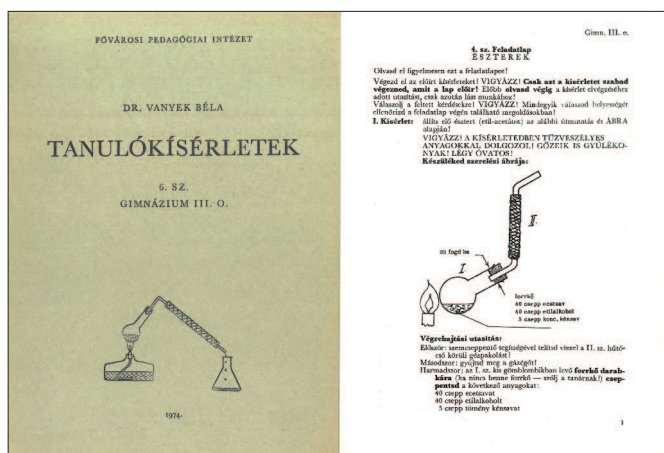 FŐVÁROSI PEDAGÓGIAI INTÉZET
DR. VANYEK BÉLA
TANULÓKÍSÉRLETEK
6. SZ.
GIMNÁZIUM III. O.
1974.
Gimn. III. o.
4. sz. Feladatlap
ÉSZTEREK
Olvasd el figyelmesen ezt a feladatlapot!
Végezd el az előírt kísérleteket! VIGYÁZZ! Csak azt a kísérletet szabad
végezned, amit a lap előír! Előbb olvasd végig a kísérlet elvégzéséhez
adott utasítást, csak azután láss munkához!
Válaszolj a feltett kérdésekre! VIGYÁZZ! Mindegyik válaszod helyességét
ellenőrizd a feladatlap végén található megoldásokban!
I. Kísérlet: állíts elő észtert (etil-acetátot) az alábbi útmutatás és ÁBRA
alapján!
VIGYÁZZ! A KÍSÉRLETEDBEN TŰZVESZÉLYES
ANYAGOKKAL DOLGOZOL! GŐZEIK IS GYÚLÉKO-
NYAK! LÉGY ÓVATOS!
Készüléked szerelési ábrája:
II.
itt fogd be
I.
forrkő
40 csepp ecetsav
40 csepp etilalkohol
5 csepp konc. kénsav
Végrehajtási utasítás:
Először: szemcseppentő segítségével telítsd vízzel a II. sz. hűtő-
cső körüli gézpakolást!
Másodszor: gyújtsd meg a gázégőt!
Harmadszor: az I. sz. kis gömblombikban levő forrkő darab-
kára (ha nincs benne forrkő — szólj a tanárnak!) csep-
pentsd a következő anyagokat:
40 csepp ecetsavat
40 csepp etilalkoholt
5 csepp tömény kénsavat